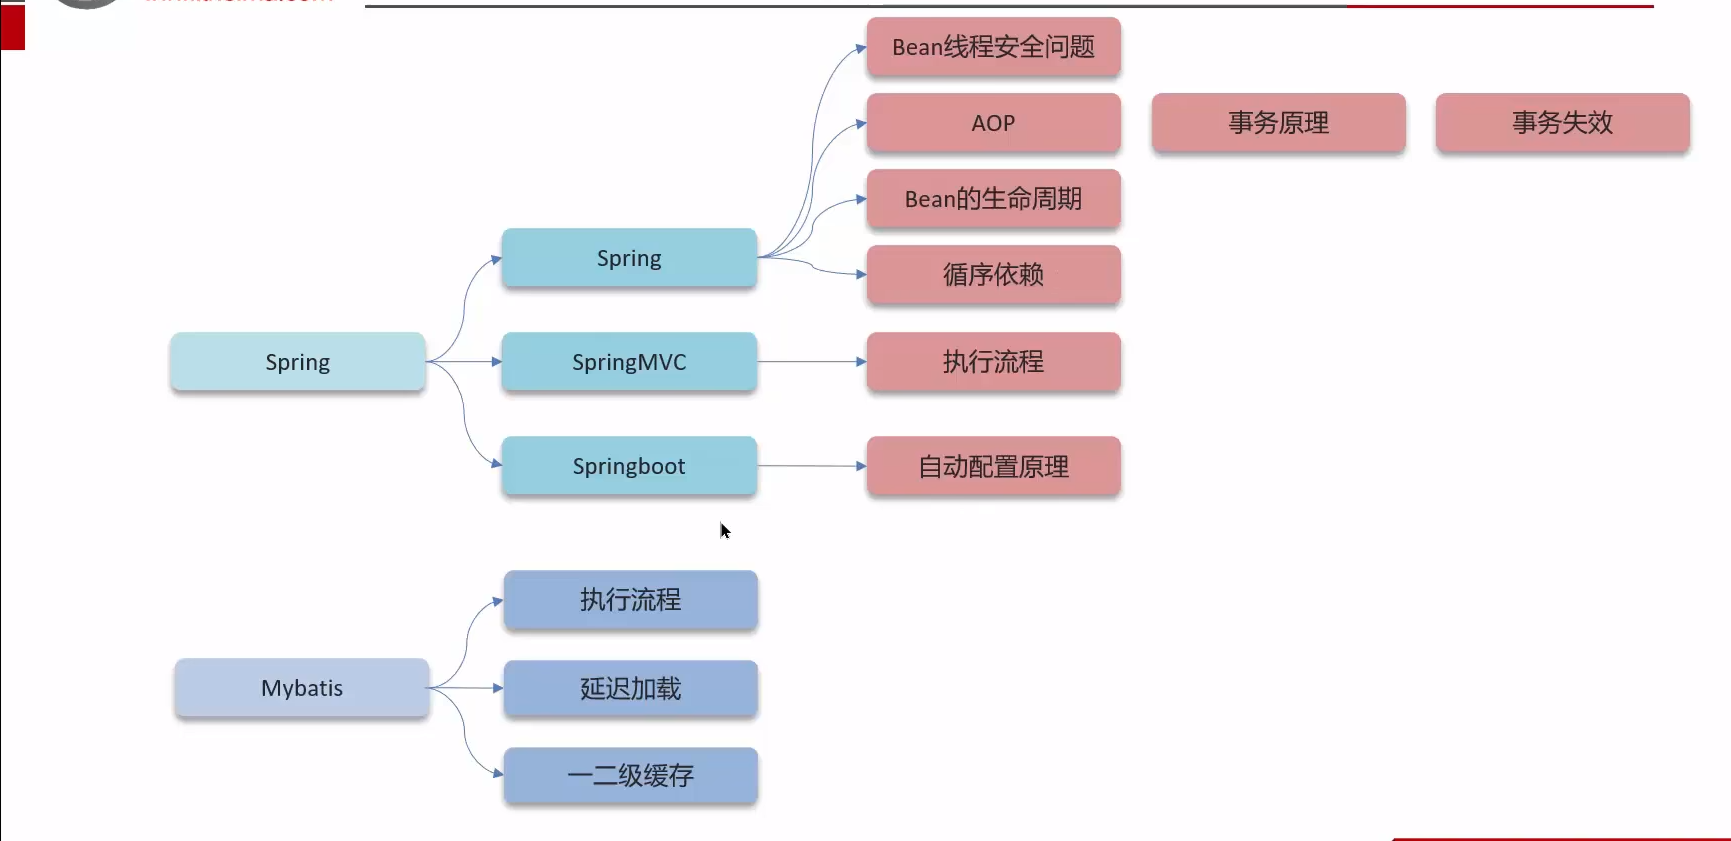 Bean线程安全问题
AOP
事务原理
事务失效
Bean的生命周期
循序依赖
Spring
Spring
SpringMVC
执行流程
Springboot
自动配置原理
Mybatis
执行流程
延迟加载
一二级缓存